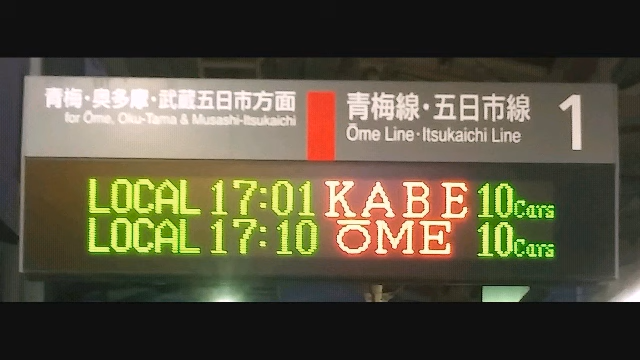 青梅・奥多摩・武蔵五日市方面
for Ōme, Oku-Tama & Musashi-Itsukaichi
青梅線・五日市線
Ōme Line・Itsukaichi Line
1
LOCAL 17:01 KABE 10Cars
LOCAL 17:10 ŌME 10Cars